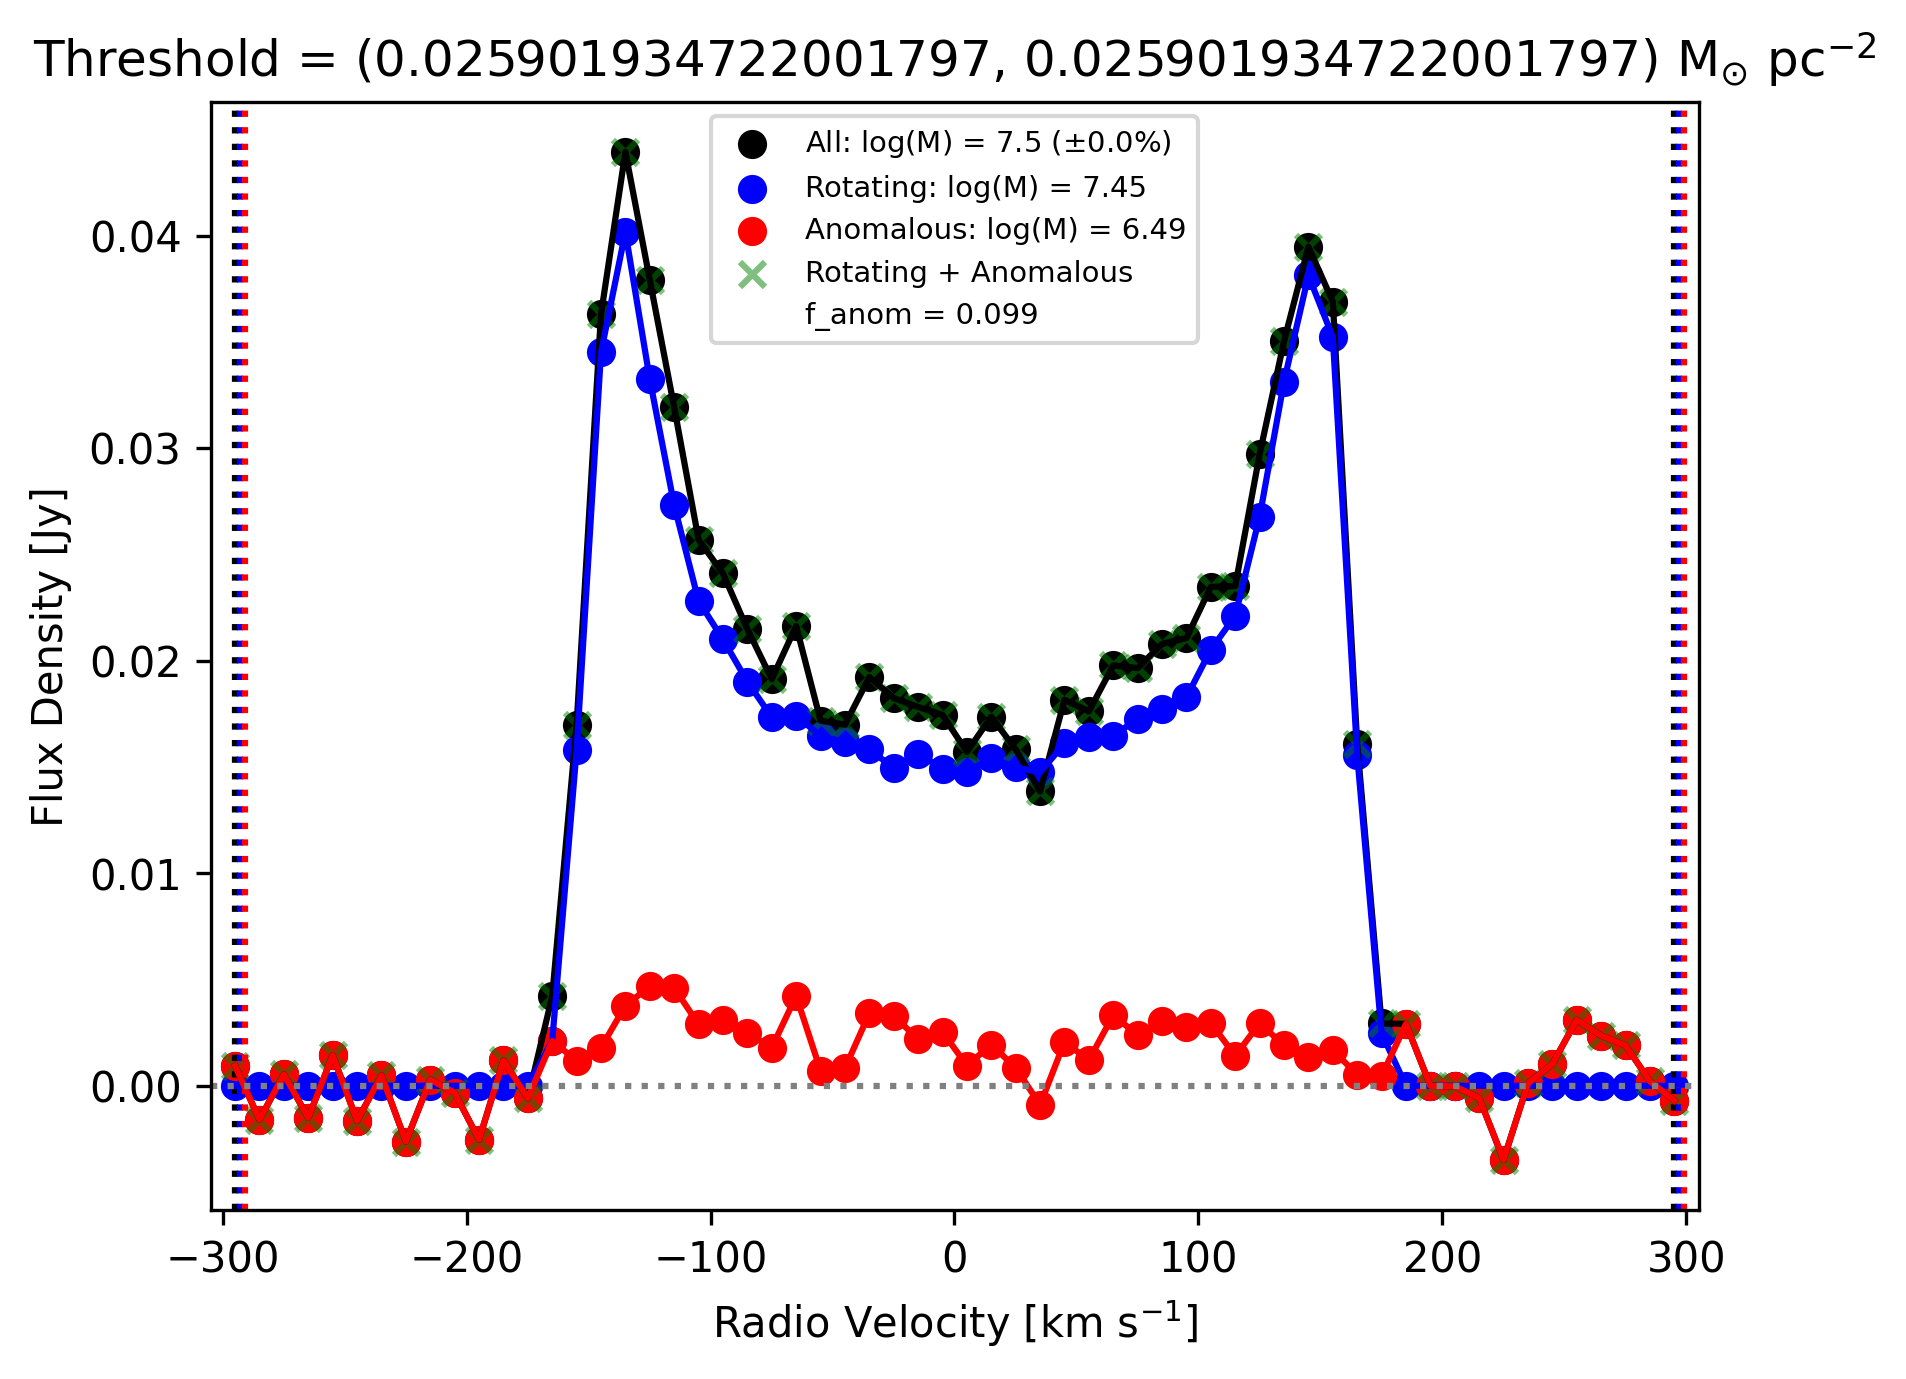 Threshold = (0.025901934722001797, 0.025901934722001797) M⊙ pc⁻²
All: log(M) = 7.5 (±0.0%)
Rotating: log(M) = 7.45
Anomalous: log(M) = 6.49
Rotating + Anomalous
f_anom = 0.099
Flux Density [Jy]
0.04
0.03
0.02
0.01
0.00
−300 −200 −100 0 100 200 300
Radio Velocity [km s⁻¹]